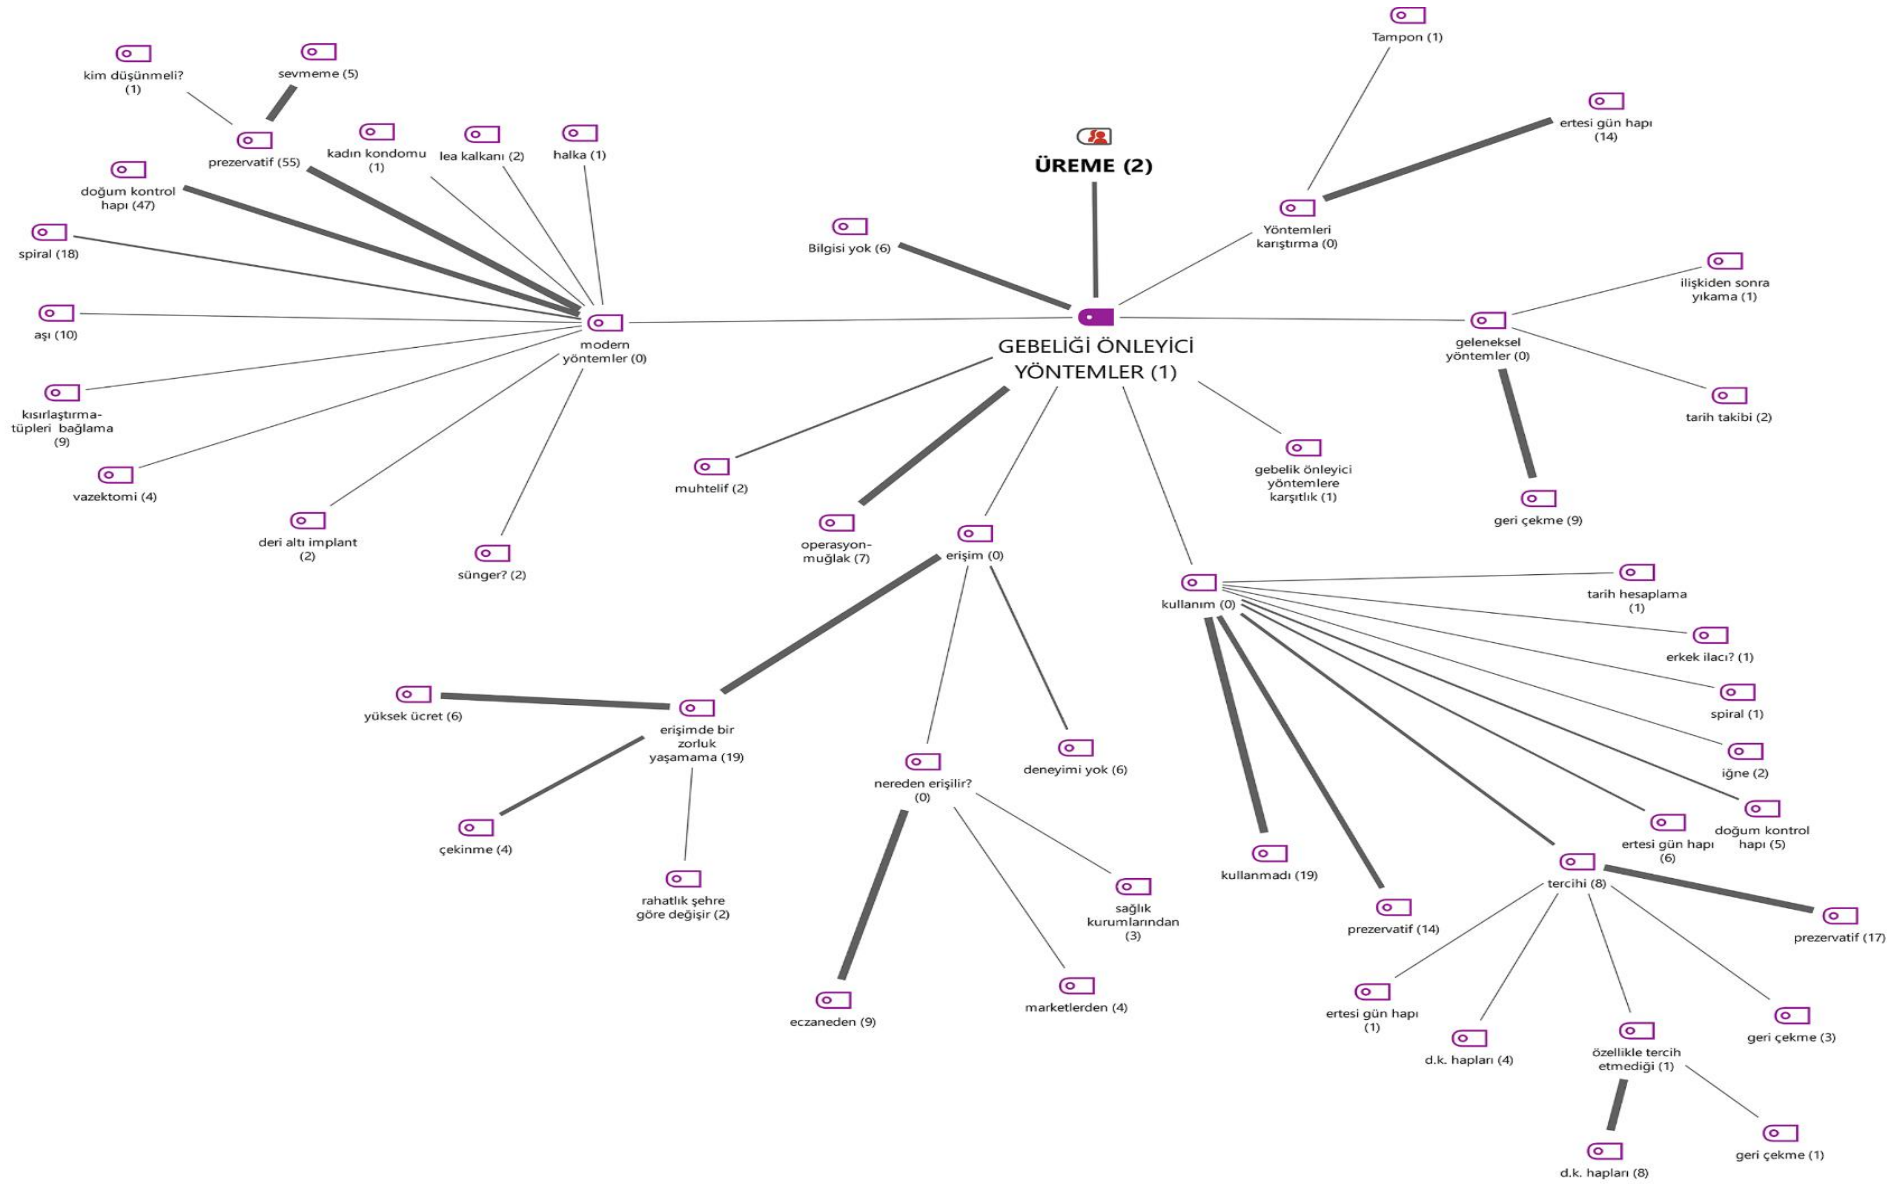 Tampon (1)
kim düşünmeli?
(1)
sevmeme (5)
ertesi gün hapı
(14)
prezervatif (55)
kadın kondomu
(1)
lea kalkanı (2)
halka (1)
ÜREME (2)
doğum kontrol
hapı (47)
Yöntemleri
karıştırma (0)
Bilgisi yok (6)
spiral (18)
ilişkiden sonra
yıkama (1)
aşı (10)
modern
yöntemler (0)
GEBELİĞİ ÖNLEYİCİ
YÖNTEMLER (1)
geleneksel
yöntemler (0)
kısırlaştırma-
tüpleri bağlama
(9)
tarih takibi (2)
vazektomi (4)
muhtelif (2)
gebelik önleyici
yöntemlere
karşıtlık (1)
geri çekme (9)
deri altı implant
(2)
sünger? (2)
operasyon-
muğlak (7)
erişim (0)
kullanım (0)
tarih hesaplama
(1)
erkek ilacı? (1)
spiral (1)
iğne (2)
yüksek ücret (6)
erişimde bir
zorluk
yaşamama (19)
nereden erişilir?
(0)
deneyimi yok (6)
ertesi gün hapı
(6)
doğum kontrol
hapı (5)
çekinme (4)
kullanmadı (19)
tercihi (8)
rahatlık şehre
göre değişir (2)
sağlık
kurumlarından
(3)
prezervatif (14)
prezervatif (17)
eczaneden (9)
marketlerden (4)
ertesi gün hapı
(1)
d.k. hapları (4)
özellikle tercih
etmediği (1)
geri çekme (3)
d.k. hapları (8)
geri çekme (1)